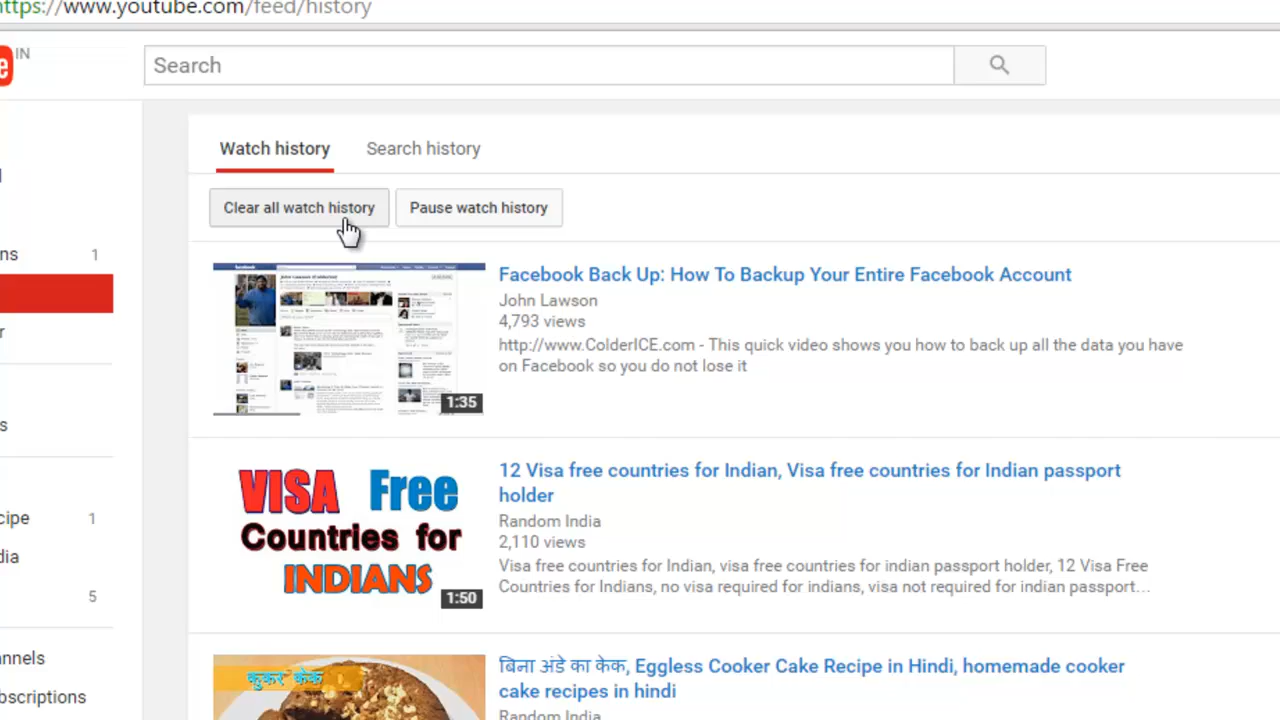 https://www.youtube.com/feed/history
IN
Search
Watch history
Search history
Clear all watch history
Pause watch history
ns
1
r
s
cipe
1
dia
5
nnels
bscriptions
Facebook Back Up: How To Backup Your Entire Facebook Account
John Lawson
4,793 views
http://www.ColderICE.com - This quick video shows you how to back up all the data you have
on Facebook so you do not lose it
1:35
VISA Free
Countries for
INDIANS
1:50
12 Visa free countries for Indian, Visa free countries for Indian passport
holder
Random India
2,110 views
Visa free countries for Indian, visa free countries for indian passport holder, 12 Visa Free
Countries for Indians, no visa required for indians, visa not required for indian passport...
कुकर केक
बिना अंडे का केक, Eggless Cooker Cake Recipe in Hindi, homemade cooker
cake recipes in hindi
Random India